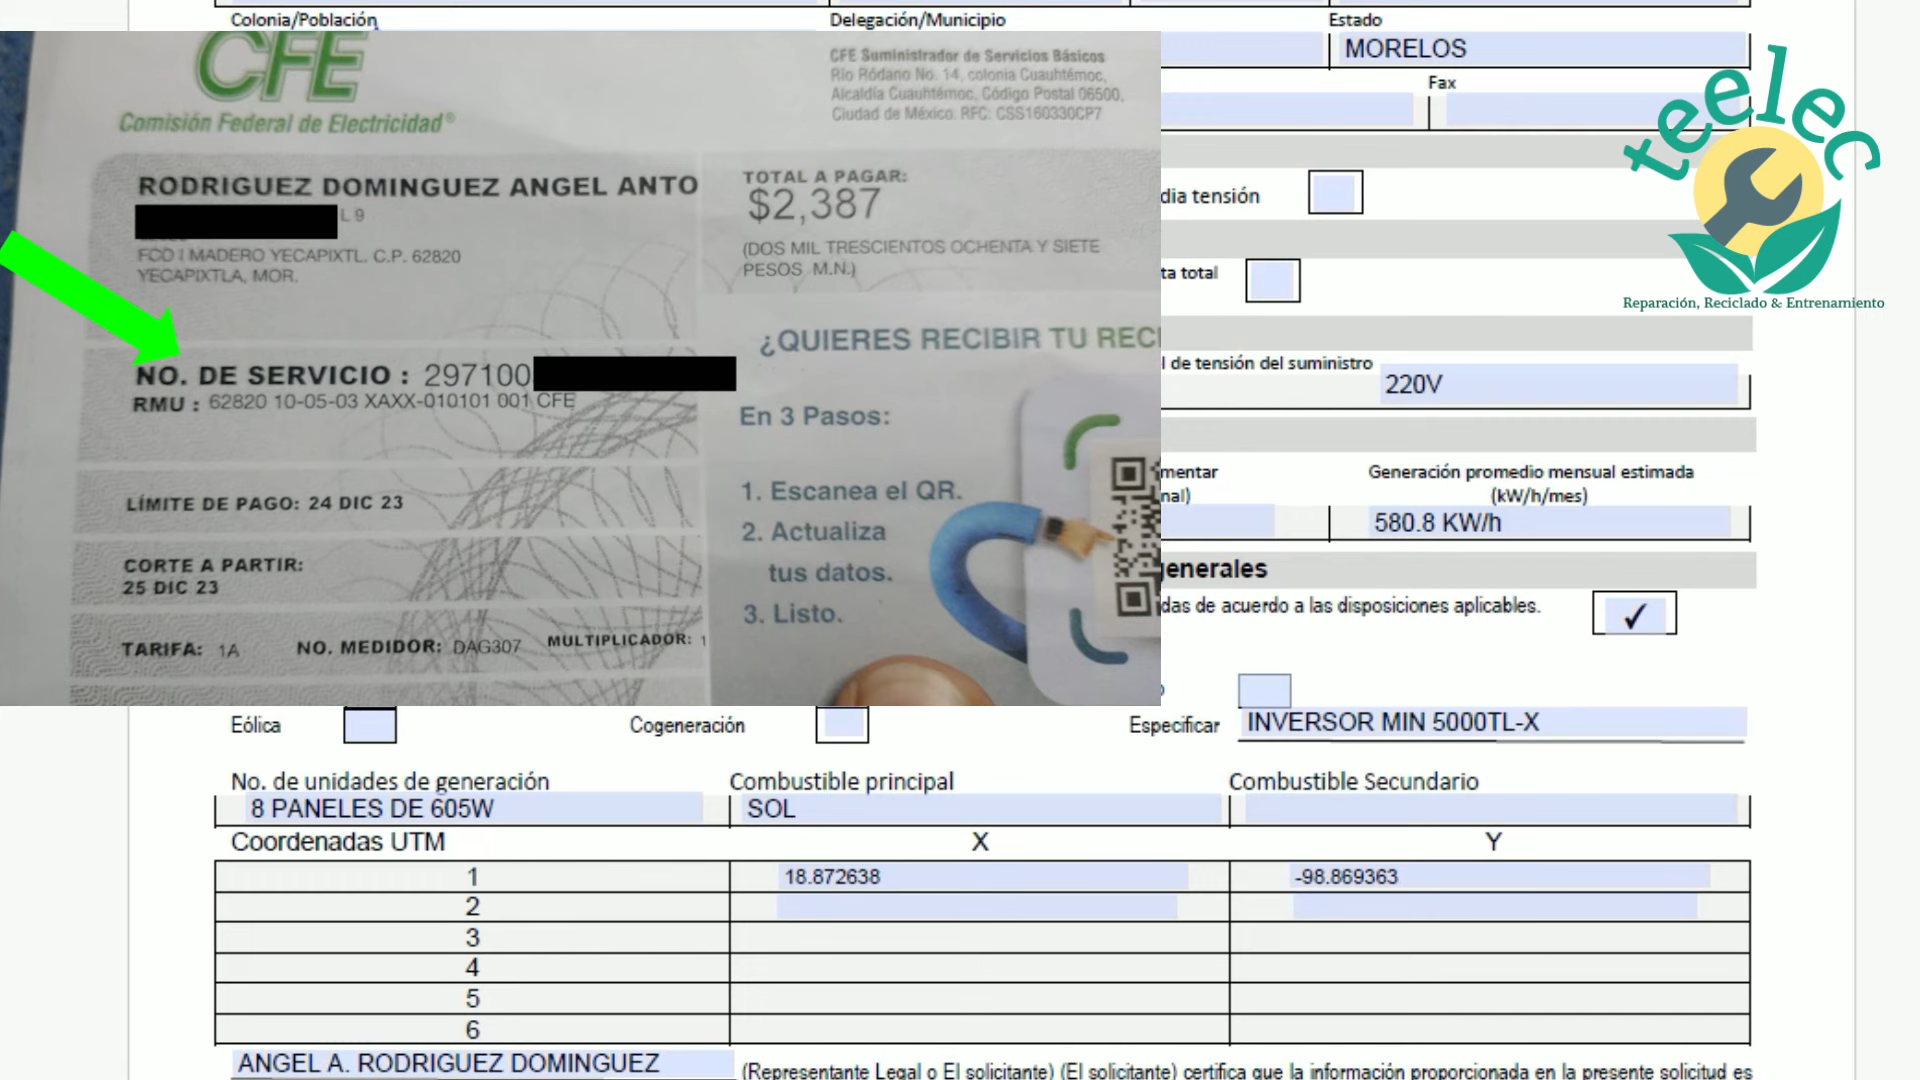 Colonia/Población
Delegación/Municipio
Estado
MORELOS
Fax
CFE
Comisión Federal de Electricidad®
CFE Suministrador de Servicios Básicos
Río Ródano No. 14, colonia Cuauhtémoc,
Alcaldía Cuauhtémoc, Código Postal 06500,
Ciudad de México. RFC: CSS160330CP7
RODRIGUEZ DOMINGUEZ ANGEL ANTO
L 9
FCO I MADERO YECAPIXTL. C.P. 62820
YECAPIXTLA, MOR.
TOTAL A PAGAR:
$2,387
(DOS MIL TRESCIENTOS OCHENTA Y SIETE
PESOS M.N.)
NO. DE SERVICIO : 297100
RMU : 62820 10-05-03 XAXX-010101 001 CFE
LÍMITE DE PAGO: 24 DIC 23
CORTE A PARTIR:
25 DIC 23
TARIFA: 1A NO. MEDIDOR: DAG307 MULTIPLICADOR: 1
¿QUIERES RECIBIR TU RECI
En 3 Pasos:
1. Escanea el QR.
2. Actualiza
tus datos.
3. Listo.
teelec
Reparación, Reciclado & Entrenamiento
dia tensión
ta total
l de tensión del suministro
220V
mentar
nal)
Generación promedio mensual estimada
(kW/h/mes)
580.8 KW/h
generales
das de acuerdo a las disposiciones aplicables.
✓
Eólica
Cogeneración
Especificar
INVERSOR MIN 5000TL-X
No. de unidades de generación
Combustible principal
Combustible Secundario
8 PANELES DE 605W
SOL
Coordenadas UTM X Y
1 18.872638 -98.869363
2
3
4
5
6
ANGEL A. RODRIGUEZ DOMINGUEZ
(Representante Legal o El solicitante) (El solicitante) certifica que la información proporcionada en la presente solicitud es